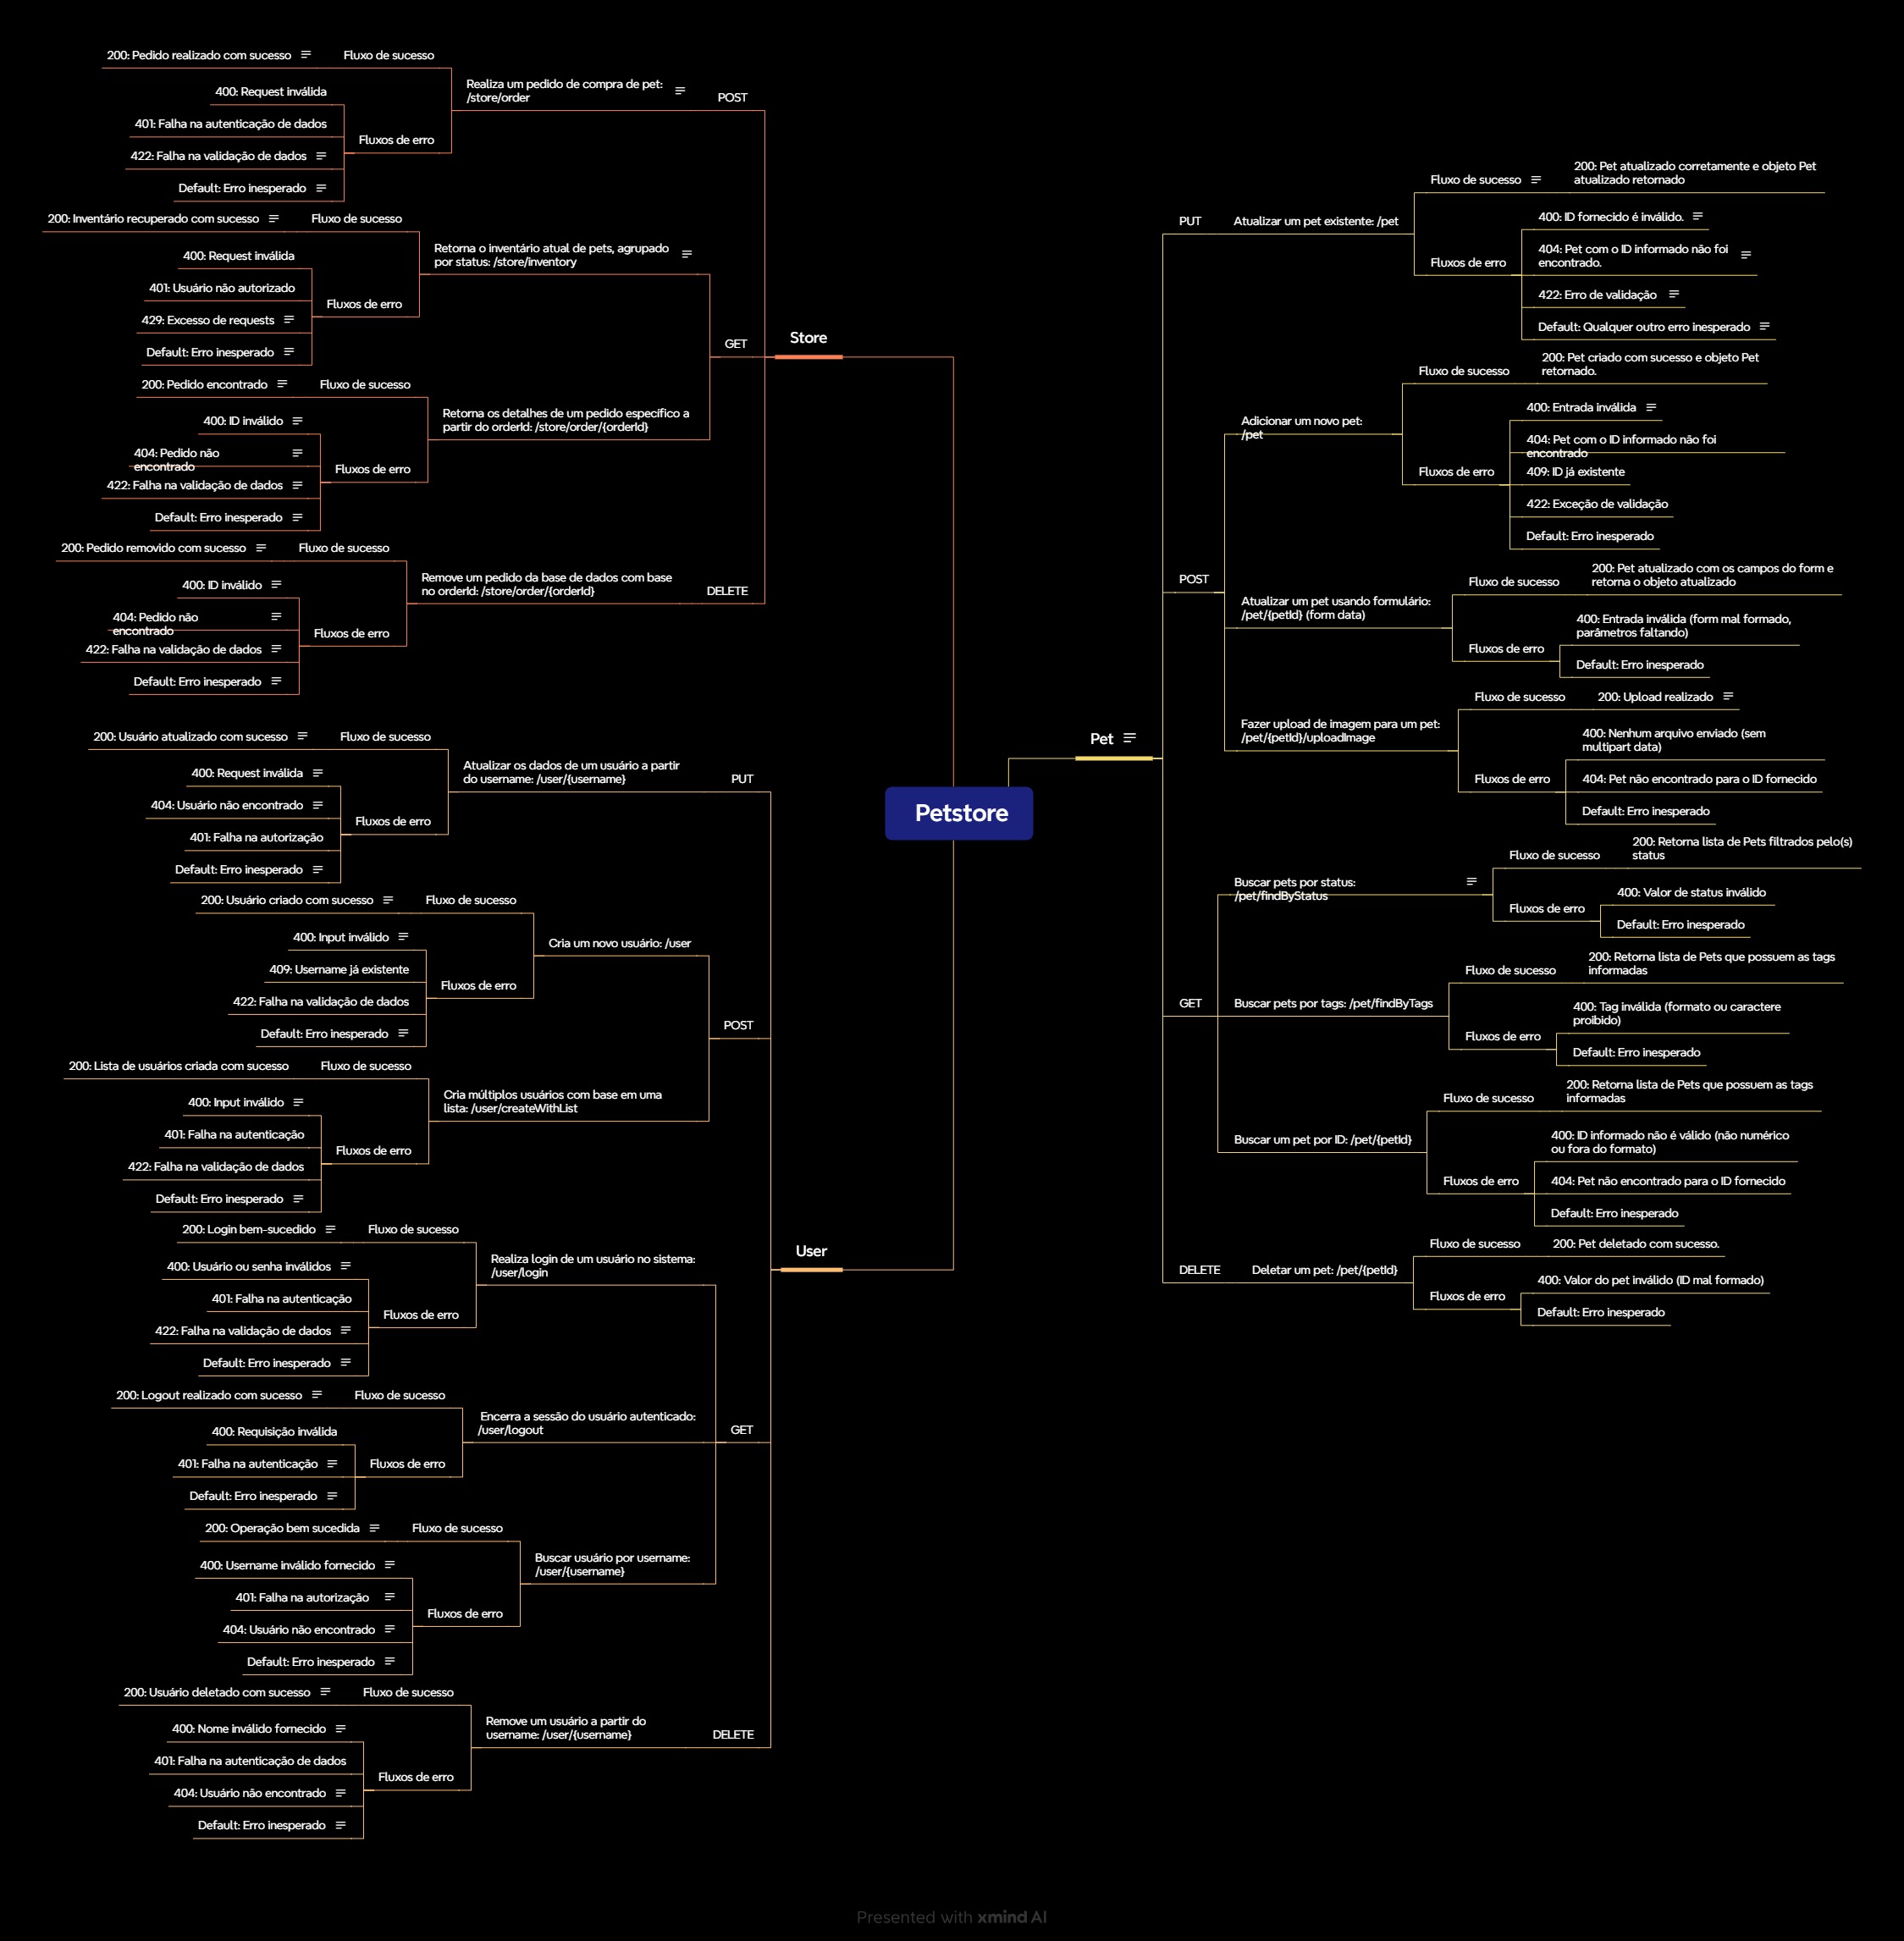 Petstore
Store
POST
Realiza um pedido de compra de pet:
/store/order
Fluxo de sucesso
200: Pedido realizado com sucesso
Fluxos de erro
400: Request inválida
401: Falha na autenticação de dados
422: Falha na validação de dados
Default: Erro inesperado
GET
Retorna o inventário atual de pets, agrupado
por status: /store/inventory
Fluxo de sucesso
200: Inventário recuperado com sucesso
Fluxos de erro
400: Request inválida
401: Usuário não autorizado
429: Excesso de requests
Default: Erro inesperado
Retorna os detalhes de um pedido específico a
partir do orderId: /store/order/{orderId}
Fluxo de sucesso
200: Pedido encontrado
Fluxos de erro
400: ID inválido
404: Pedido não
encontrado
422: Falha na validação de dados
Default: Erro inesperado
DELETE
Remove um pedido da base de dados com base
no orderId: /store/order/{orderId}
Fluxo de sucesso
200: Pedido removido com sucesso
Fluxos de erro
400: ID inválido
404: Pedido não
encontrado
422: Falha na validação de dados
Default: Erro inesperado
User
PUT
Atualizar os dados de um usuário a partir
do username: /user/{username}
Fluxo de sucesso
200: Usuário atualizado com sucesso
Fluxos de erro
400: Request inválida
404: Usuário não encontrado
401: Falha na autorização
Default: Erro inesperado
POST
Cria um novo usuário: /user
Fluxo de sucesso
200: Usuário criado com sucesso
Fluxos de erro
400: Input inválido
409: Username já existente
422: Falha na validação de dados
Default: Erro inesperado
Cria múltiplos usuários com base em uma
lista: /user/createWithList
Fluxo de sucesso
200: Lista de usuários criada com sucesso
Fluxos de erro
400: Input inválido
401: Falha na autenticação
422: Falha na validação de dados
Default: Erro inesperado
GET
Realiza login de um usuário no sistema:
/user/login
Fluxo de sucesso
200: Login bem-sucedido
Fluxos de erro
400: Usuário ou senha inválidos
401: Falha na autenticação
422: Falha na validação de dados
Default: Erro inesperado
Encerra a sessão do usuário autenticado:
/user/logout
Fluxo de sucesso
200: Logout realizado com sucesso
Fluxos de erro
400: Requisição inválida
401: Falha na autenticação
Default: Erro inesperado
Buscar usuário por username:
/user/{username}
Fluxo de sucesso
200: Operação bem sucedida
Fluxos de erro
400: Username inválido fornecido
401: Falha na autorização
404: Usuário não encontrado
Default: Erro inesperado
DELETE
Remove um usuário a partir do
username: /user/{username}
Fluxo de sucesso
200: Usuário deletado com sucesso
Fluxos de erro
400: Nome inválido fornecido
401: Falha na autenticação de dados
404: Usuário não encontrado
Default: Erro inesperado
Pet
PUT
Atualizar um pet existente: /pet
Fluxo de sucesso
200: Pet atualizado corretamente e objeto Pet
atualizado retornado
Fluxos de erro
400: ID fornecido é inválido.
404: Pet com o ID informado não foi
encontrado.
422: Erro de validação
Default: Qualquer outro erro inesperado
POST
Adicionar um novo pet:
/pet
Fluxo de sucesso
200: Pet criado com sucesso e objeto Pet
retornado.
Fluxos de erro
400: Entrada inválida
404: Pet com o ID informado não foi
encontrado
409: ID já existente
422: Exceção de validação
Default: Erro inesperado
Atualizar um pet usando formulário:
/pet/{petId} (form data)
Fluxo de sucesso
200: Pet atualizado com os campos do form e
retorna o objeto atualizado
Fluxos de erro
400: Entrada inválida (form mal formado,
parâmetros faltando)
Default: Erro inesperado
Fazer upload de imagem para um pet:
/pet/{petId}/uploadImage
Fluxo de sucesso
200: Upload realizado
Fluxos de erro
400: Nenhum arquivo enviado (sem
multipart data)
404: Pet não encontrado para o ID fornecido
Default: Erro inesperado
GET
Buscar pets por status:
/pet/findByStatus
Fluxo de sucesso
200: Retorna lista de Pets filtrados pelo(s)
status
Fluxos de erro
400: Valor de status inválido
Default: Erro inesperado
Buscar pets por tags: /pet/findByTags
Fluxo de sucesso
200: Retorna lista de Pets que possuem as tags
informadas
Fluxos de erro
400: Tag inválida (formato ou caractere
proibido)
Default: Erro inesperado
Buscar um pet por ID: /pet/{petId}
Fluxo de sucesso
200: Retorna lista de Pets que possuem as tags
informadas
Fluxos de erro
400: ID informado não é válido (não numérico
ou fora do formato)
404: Pet não encontrado para o ID fornecido
Default: Erro inesperado
DELETE
Deletar um pet: /pet/{petId}
Fluxo de sucesso
200: Pet deletado com sucesso.
Fluxos de erro
400: Valor do pet inválido (ID mal formado)
Default: Erro inesperado
Presented with xmind AI